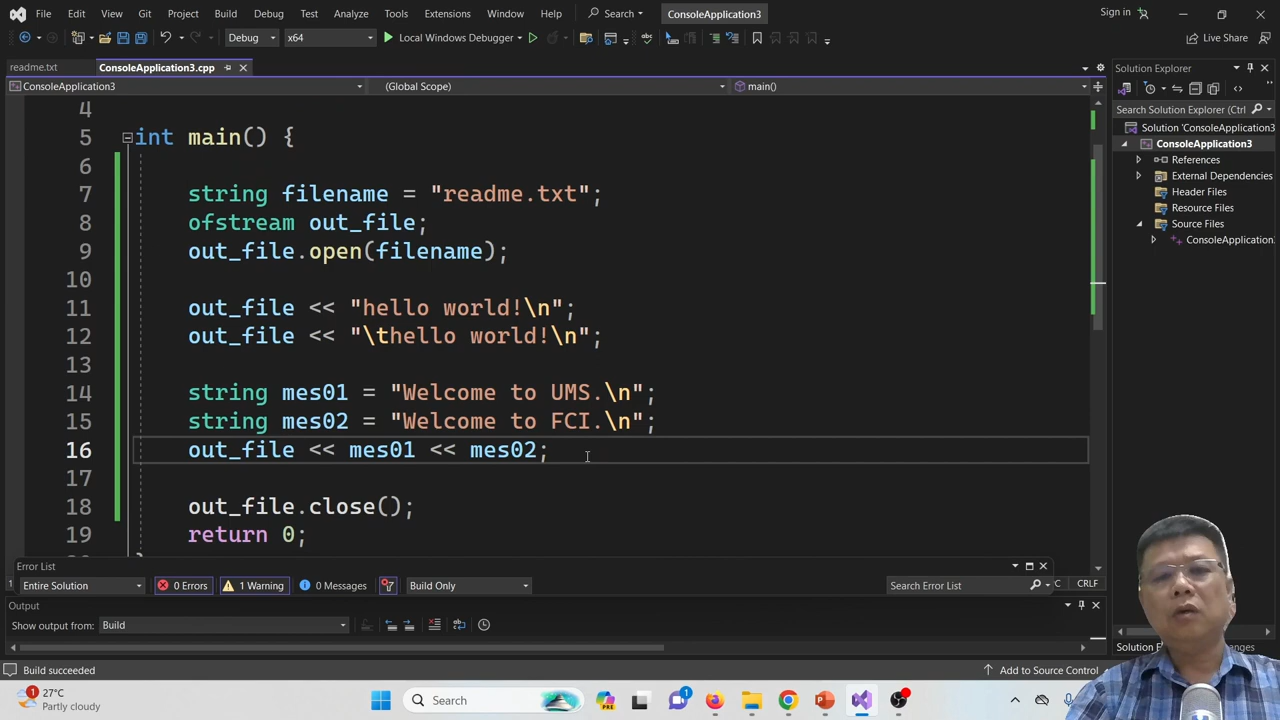 File Edit View Git Project Build Debug Test Analyze Tools Extensions Window Help Search ConsoleApplication3 Sign in
Debug x64 Local Windows Debugger Live Share
readme.txt ConsoleApplication3.cpp
ConsoleApplication3 (Global Scope) main()
4
5 int main() {
6
7 string filename = "readme.txt";
8 ofstream out_file;
9 out_file.open(filename);
10
11 out_file << "hello world!\n";
12 out_file << "\thello world!\n";
13
14 string mes01 = "Welcome to UMS.\n";
15 string mes02 = "Welcome to FCI.\n";
16 out_file << mes01 << mes02;
17
18 out_file.close();
19 return 0;
Solution Explorer
Search Solution Explorer (Ctrl
Solution 'ConsoleApplication3
ConsoleApplication3
References
External Dependencies
Header Files
Resource Files
Source Files
ConsoleApplication.
Error List
Entire Solution 0 Errors 1 Warning 0 Messages Build Only Search Error List CRLF
Output
Show output from: Build
Build succeeded Add to Source Control
1 27°C
Partly cloudy
Search PRE 1